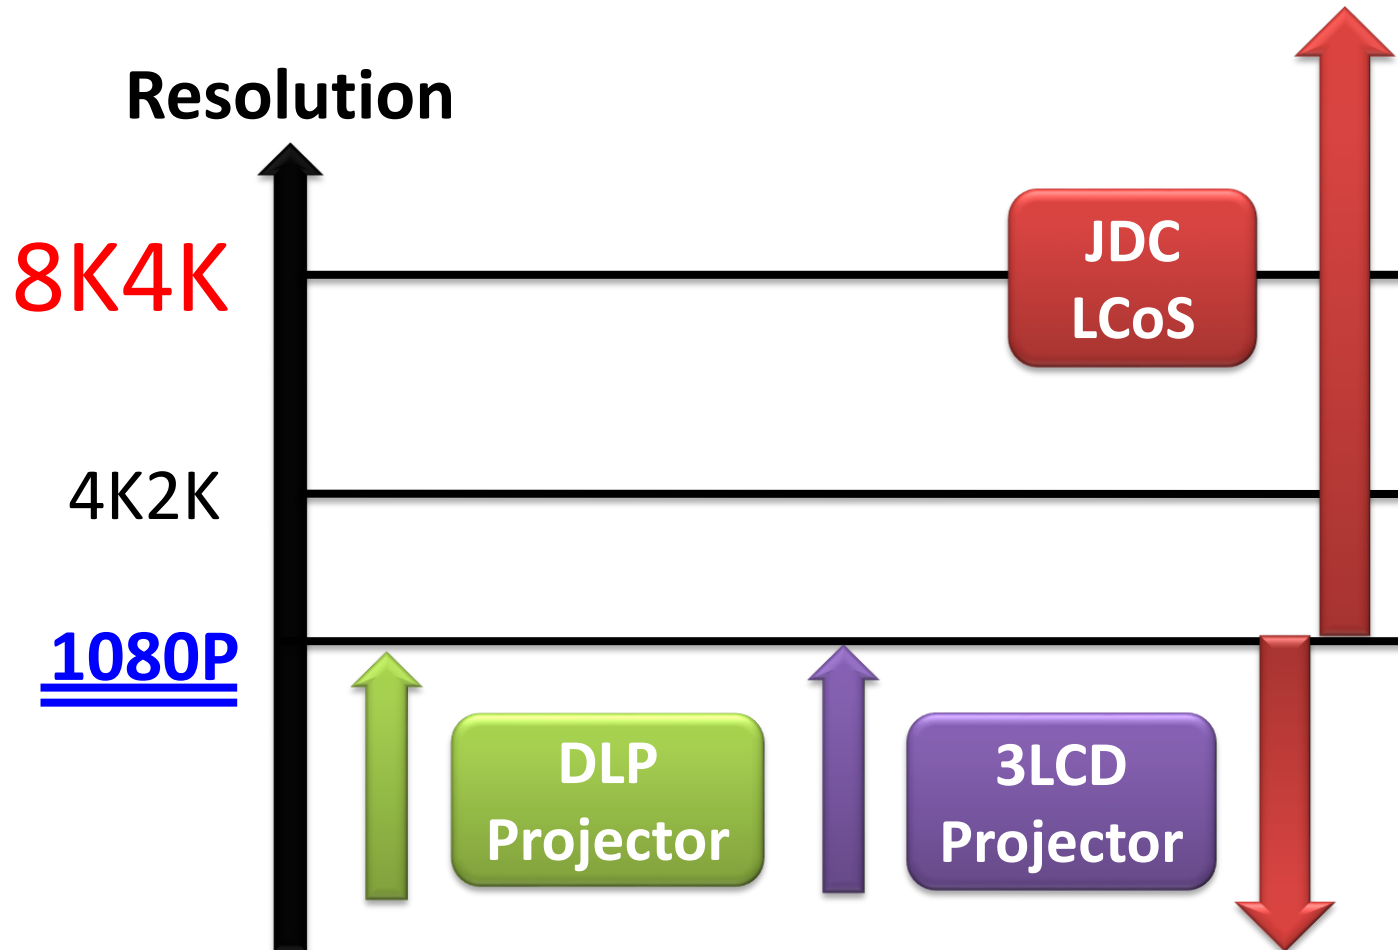 Resolution
8K4K
JDC
LCoS
4K2K
1080P
DLP
Projector
3LCD
Projector